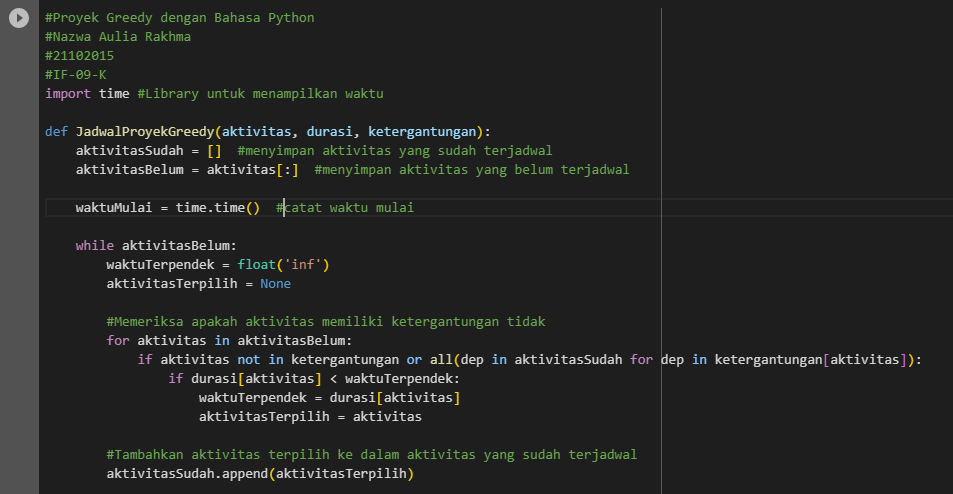 #Proyek Greedy dengan Bahasa Python
#Nazwa Aulia Rakhma
#21102015
#IF-09-K
import time #Library untuk menampilkan waktu

def JadwalProyekGreedy(aktivitas, durasi, ketergantungan):
    aktivitasSudah = []  #menyimpan aktivitas yang sudah terjadwal
    aktivitasBelum = aktivitas[:]  #menyimpan aktivitas yang belum terjadwal

    waktuMulai = time.time()  #catat waktu mulai

    while aktivitasBelum:
        waktuTerpendek = float('inf')
        aktivitasTerpilih = None

        #Memeriksa apakah aktivitas memiliki ketergantungan tidak
        for aktivitas in aktivitasBelum:
            if aktivitas not in ketergantungan or all(dep in aktivitasSudah for dep in ketergantungan[aktivitas]):
                if durasi[aktivitas] < waktuTerpendek:
                    waktuTerpendek = durasi[aktivitas]
                    aktivitasTerpilih = aktivitas

        #Tambahkan aktivitas terpilih ke dalam aktivitas yang sudah terjadwal
        aktivitasSudah.append(aktivitasTerpilih)